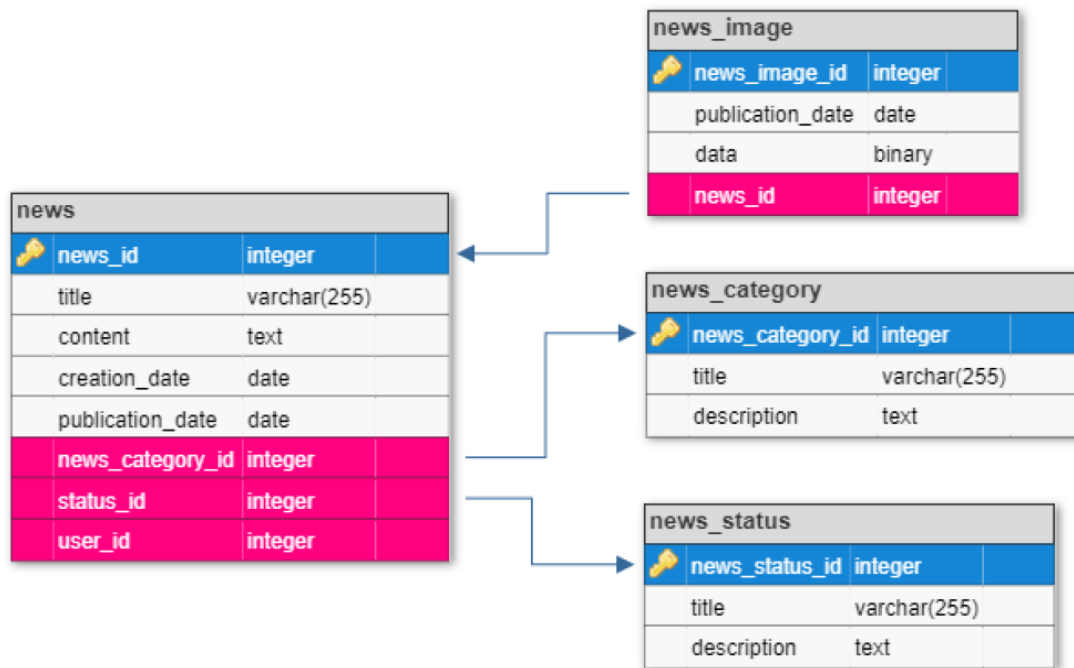 news_image
news_image_id integer
publication_date date
data binary
news_id integer
news
news_id integer
title varchar(255)
content text
creation_date date
publication_date date
news_category_id integer
status_id integer
user_id integer
news_category
news_category_id integer
title varchar(255)
description text
news_status
news_status_id integer
title varchar(255)
description text